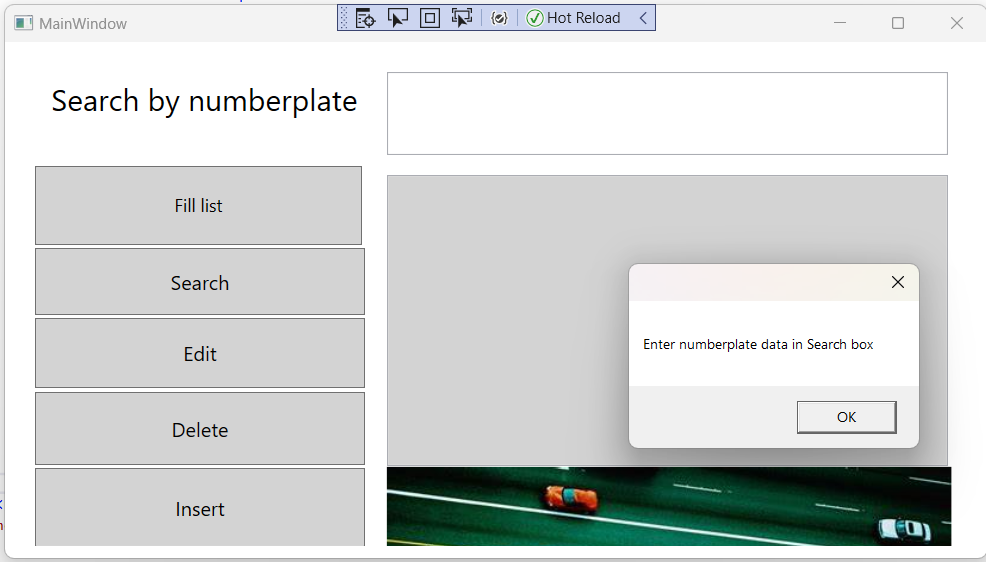 MainWindow
Hot Reload
Search by numberplate
Fill list
Search
Edit
Delete
Insert
Enter numberplate data in Search box
OK